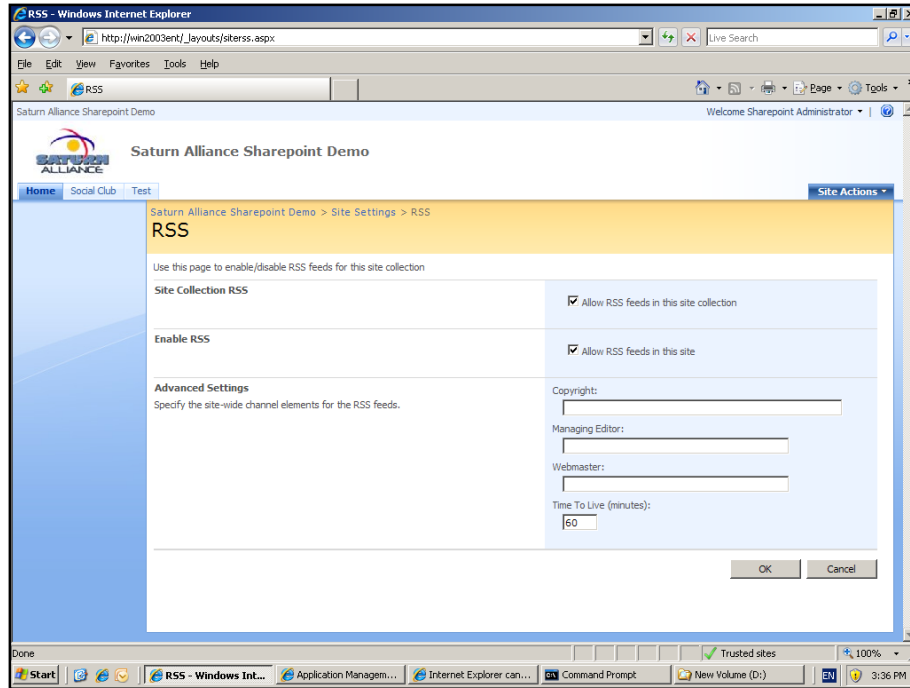 RSS - Windows Internet Explorer
http://win2003ent/_layouts/siterss.aspx
Live Search
File Edit View Favorites Tools Help
RSS
Page Tools
Saturn Alliance Sharepoint Demo
Welcome Sharepoint Administrator
SATURN
ALLIANCE
Saturn Alliance Sharepoint Demo
Home Social Club Test
Site Actions
Saturn Alliance Sharepoint Demo > Site Settings > RSS
RSS
Use this page to enable/disable RSS feeds for this site collection
Site Collection RSS
Allow RSS feeds in this site collection
Enable RSS
Allow RSS feeds in this site
Advanced Settings
Specify the site-wide channel elements for the RSS feeds.
Copyright:
Managing Editor:
Webmaster:
Time To Live (minutes):
60
OK Cancel
Done
Trusted sites
100%
Start
RSS - Windows Int...
Application Managem...
Internet Explorer can...
Command Prompt
New Volume (D:)
EN
3:36 PM